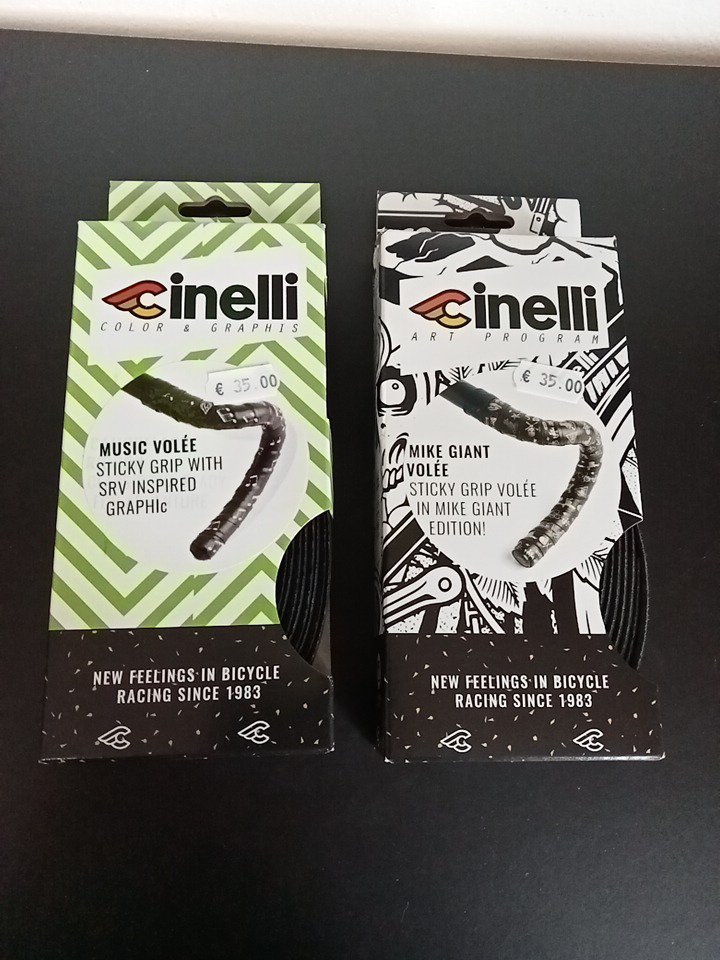 cinelli
COLOR & GRAPHIS
€ 35.00
MUSIC VOLÉE
STICKY GRIP WITH
SRV INSPIRED
GRAPHIc
NEW FEELINGS IN BICYCLE
RACING SINCE 1983
cinelli
ART PROGRAM
€ 35.00
MIKE GIANT
VOLÉE
STICKY GRIP VOLÉE
IN MIKE GIANT
EDITION!
NEW FEELINGS IN BICYCLE
RACING SINCE 1983